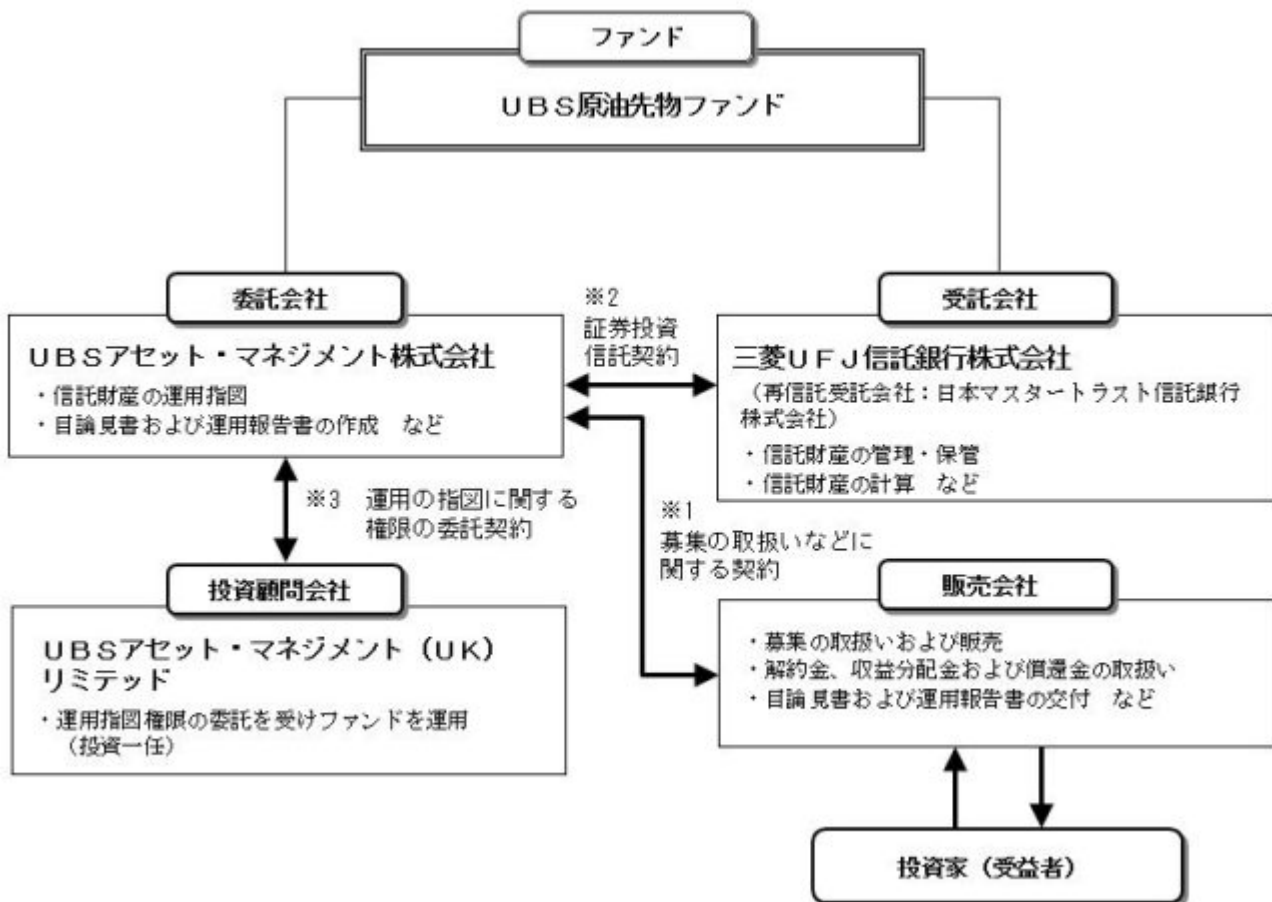 ファンド
UBS原油先物ファンド
委託会社
UBSアセット・マネジメント株式会社
・信託財産の運用指図
・目論見書および運用報告書の作成 など
※2
証券投資
信託契約
受託会社
三菱UFJ信託銀行株式会社
(再信託受託会社:日本マスタートラスト信託銀行
株式会社)
・信託財産の管理・保管
・信託財産の計算 など
※3 運用の指図に関する
権限の委託契約
※1
募集の取扱いなどに
関する契約
投資顧問会社
UBSアセット・マネジメント(UK)
リミテッド
・運用指図権限の委託を受けファンドを運用
(投資一任)
販売会社
・募集の取扱いおよび販売
・解約金、収益分配金および償還金の取扱い
・目論見書および運用報告書の交付 など
投資家(受益者)